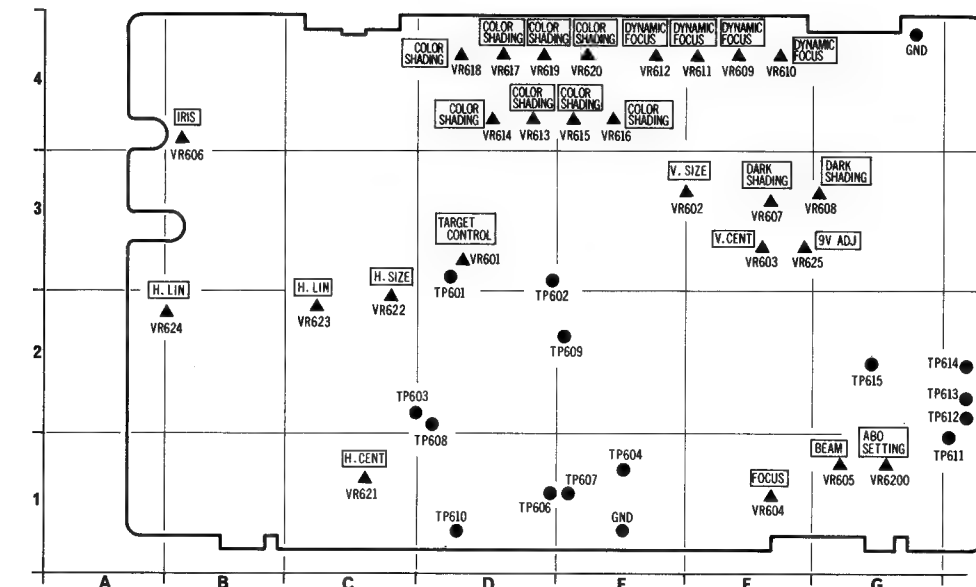 COLOR
SHADING
VR618
COLOR
SHADING
VR617
COLOR
SHADING
VR619
COLOR
SHADING
VR620
DYNAMIC
FOCUS
VR612
DYNAMIC
FOCUS
VR611
DYNAMIC
FOCUS
VR609
DYNAMIC
FOCUS
VR610
GND
4
COLOR
SHADING
VR614
COLOR
SHADING
VR613
COLOR
SHADING
VR615
COLOR
SHADING
VR616
IRIS
VR606
3
V. SIZE
VR602
DARK
SHADING
VR607
DARK
SHADING
VR608
TARGET
CONTROL
VR601
V.CENT
VR603
9V ADJ
VR625
TP601
TP602
H. LIN
VR624
H. LIN
VR623
H. SIZE
VR622
2
TP609
TP615
TP614
TP613
TP612
TP611
TP603
TP608
H. CENT
VR621
TP604
TP607
TP606
BEAM
VR605
ABO
SETTING
VR6200
FOCUS
VR604
1
TP610
GND
A B C D E F G